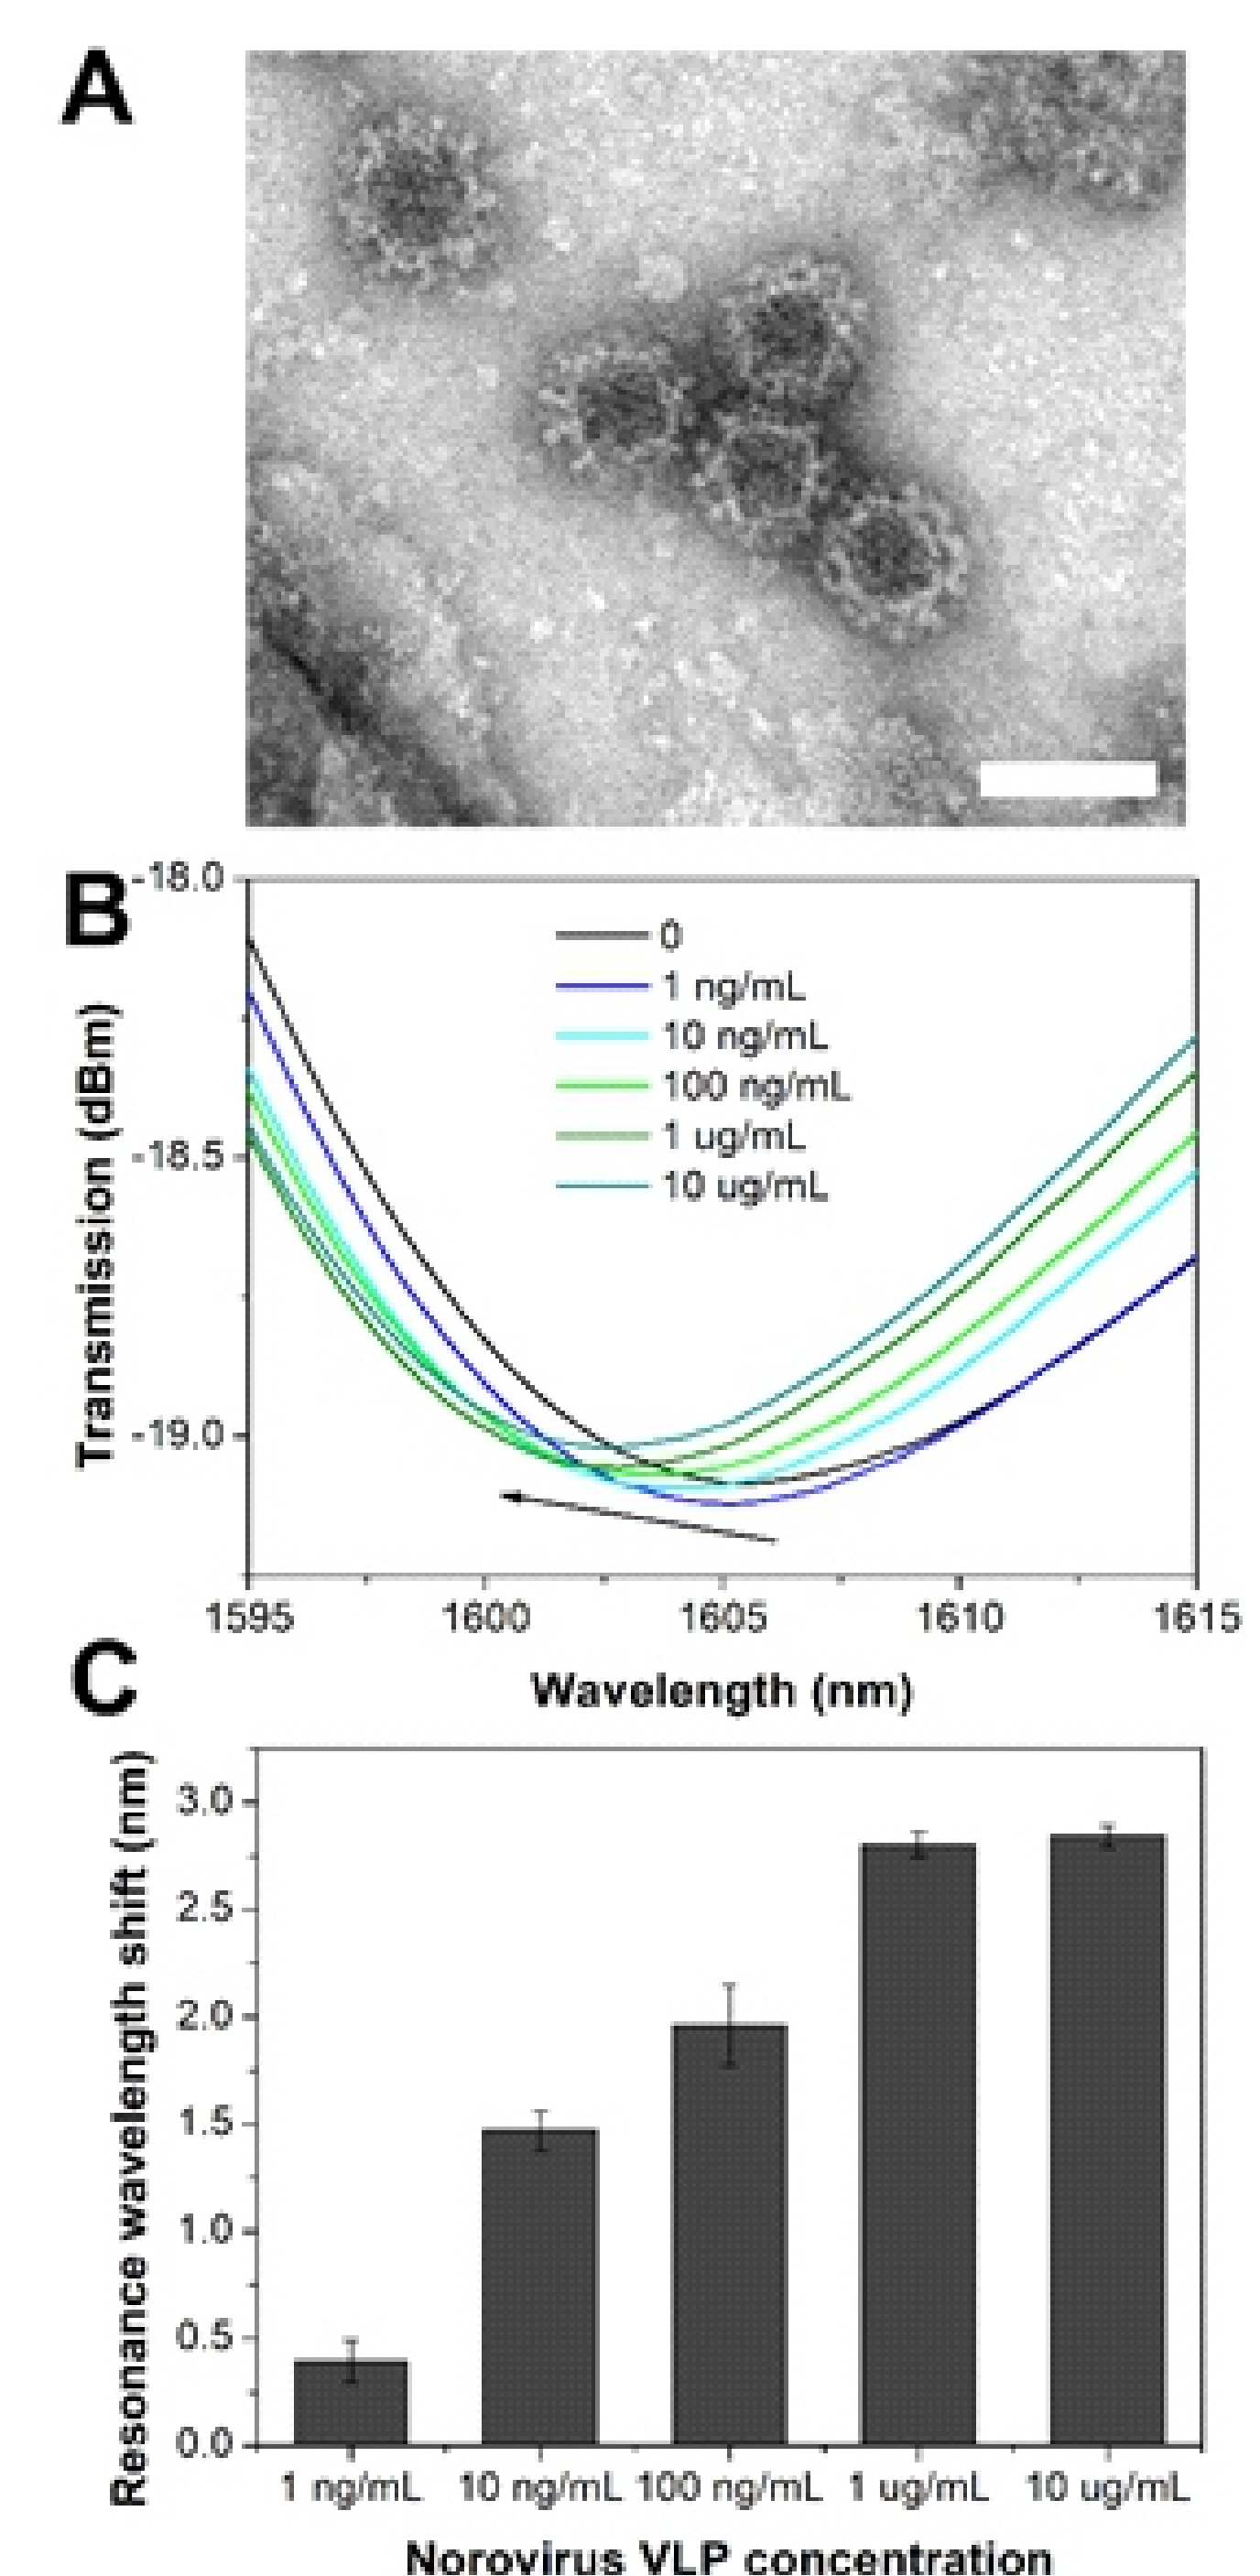 A
B
-18.0
-18.5
-19.0
Transmission (dBm)
0
1 ng/mL
10 ng/mL
100 ng/mL
1 ug/mL
10 ug/mL
1595 1600 1605 1610 1615
Wavelength (nm)
C
Resonance wavelength shift (nm)
3.0
2.5
2.0
1.5
1.0
0.5
0.0
1 ng/mL 10 ng/mL 100 ng/mL 1 ug/mL 10 ug/mL
Norovirus VLP concentration